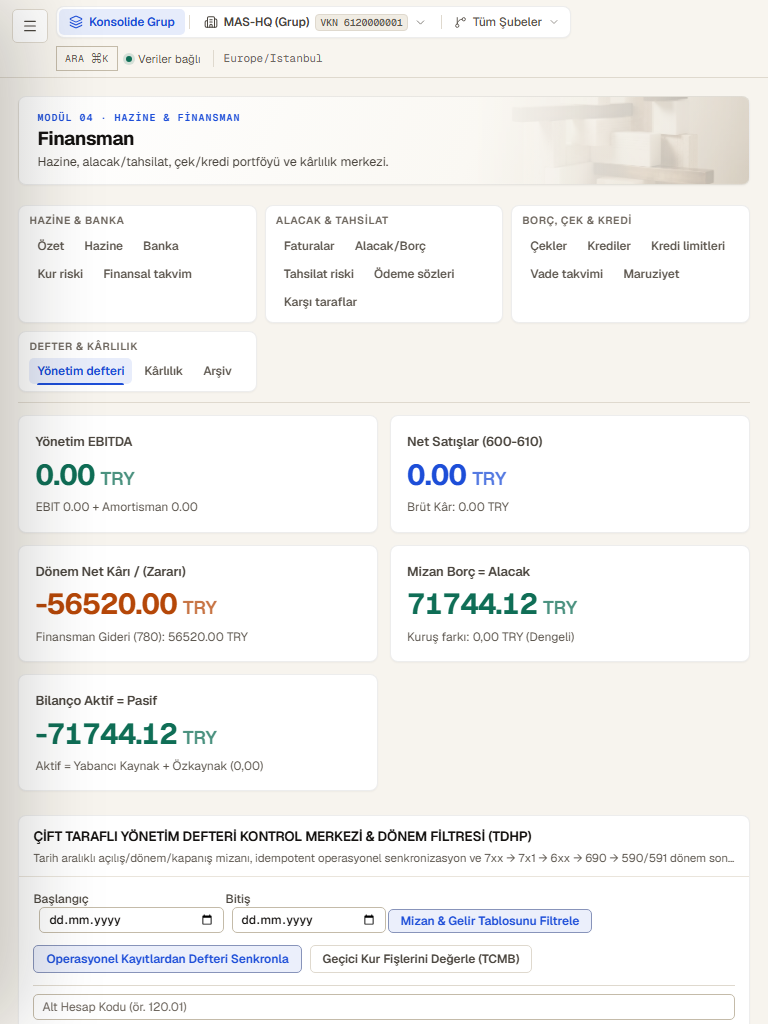 Konsolide Grup
MAS-HQ (Grup) VKN 6120000001
Tüm Şubeler
ARA ⌘K
Veriler bağlı
Europe/Istanbul
MODÜL 04 · HAZİNE & FİNANSMAN
Finansman
Hazine, alacak/tahsilat, çek/kredi portföyü ve kârlılık merkezi.
HAZİNE & BANKA
Özet Hazine Banka
Kur riski Finansal takvim
ALACAK & TAHSİLAT
Faturalar Alacak/Borç
Tahsilat riski Ödeme sözleri
Karşı taraflar
BORÇ, ÇEK & KREDİ
Çekler Krediler Kredi limitleri
Vade takvimi Maruziyet
DEFTER & KÂRLILIK
Yönetim defteri Kârlılık Arşiv
Yönetim EBITDA
0.00 TRY
EBIT 0.00 + Amortisman 0.00
Net Satışlar (600-610)
0.00 TRY
Brüt Kâr: 0.00 TRY
Dönem Net Kârı / (Zararı)
-56520.00 TRY
Finansman Gideri (780): 56520.00 TRY
Mizan Borç = Alacak
71744.12 TRY
Kuruş farkı: 0,00 TRY (Dengeli)
Bilanço Aktif = Pasif
-71744.12 TRY
Aktif = Yabancı Kaynak + Özkaynak (0,00)
ÇİFT TARAFLI YÖNETİM DEFTERİ KONTROL MERKEZİ & DÖNEM FİLTRESİ (TDHP)
Tarih aralıklı açılış/dönem/kapanış mizanı, idempotent operasyonel senkronizasyon ve 7xx → 7x1 → 6xx → 690 → 590/591 dönem son…
Başlangıç Bitiş
dd.mm.yyyy dd.mm.yyyy Mizan & Gelir Tablosunu Filtrele
Operasyonel Kayıtlardan Defteri Senkronla Geçici Kur Fişlerini Değerle (TCMB)
Alt Hesap Kodu (ör. 120.01)